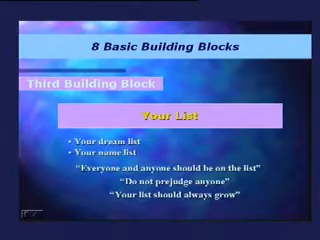 8 Basic Building Blocks
Third Building Block
Your List
• Your dream list
• Your name list
“Everyone and anyone should be on the list”
“Do not prejudge anyone”
“Your list should always grow”